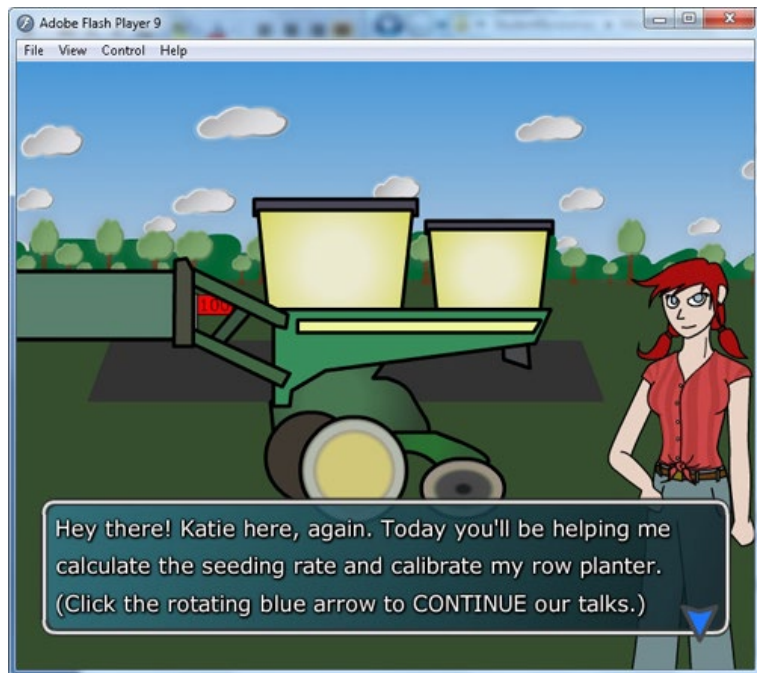 Adobe Flash Player 9
File View Control Help
100
Hey there! Katie here, again. Today you'll be helping me
calculate the seeding rate and calibrate my row planter.
(Click the rotating blue arrow to CONTINUE our talks.)